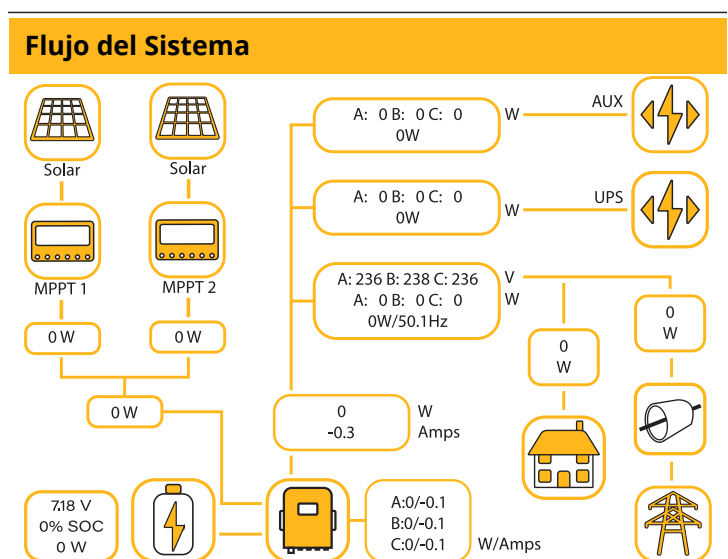 Flujo del Sistema
A: 0 B: 0 C: 0
0W
W
AUX
Solar
Solar
A: 0 B: 0 C: 0
0W
W
UPS
MPPT 1
MPPT 2
A: 236 B: 238 C: 236
V
A: 0 B: 0 C: 0
W
0W/50.1Hz
0 W
0 W
0
W
0
W
0 W
0
W
-0.3
Amps
7.18 V
0% SOC
0 W
A:0/-0.1
B:0/-0.1
C:0/-0.1
W/Amps